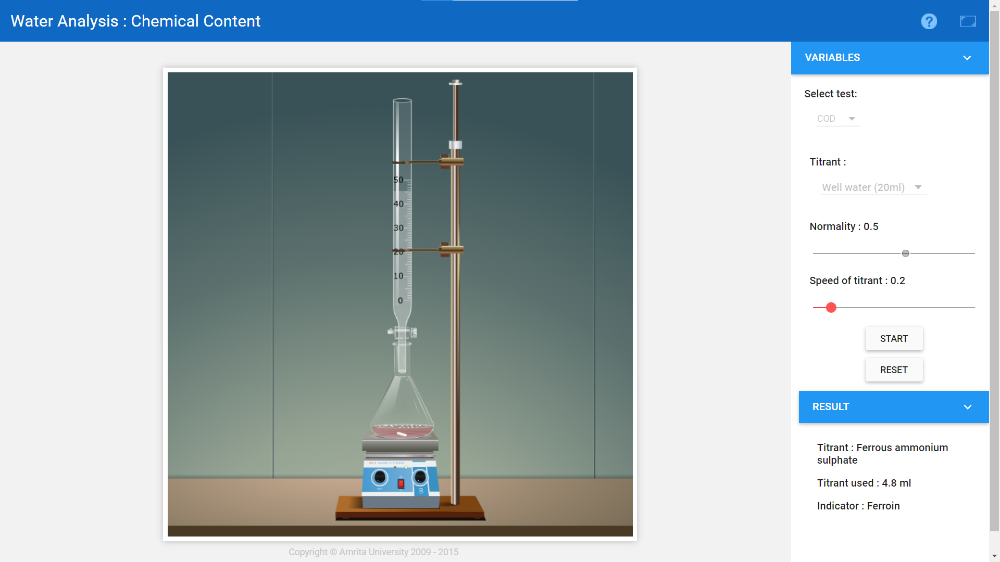 Water Analysis : Chemical Content
?
VARIABLES
Select test:
COD
Titrant :
Well water (20ml)
Normality : 0.5
Speed of titrant : 0.2
START
RESET
RESULT
Titrant : Ferrous ammonium
sulphate
Titrant used : 4.8 ml
Indicator : Ferroin
50
40
30
20
10
0
MAGNETIC STIRRER
Copyright © Amrita University 2009 - 2015